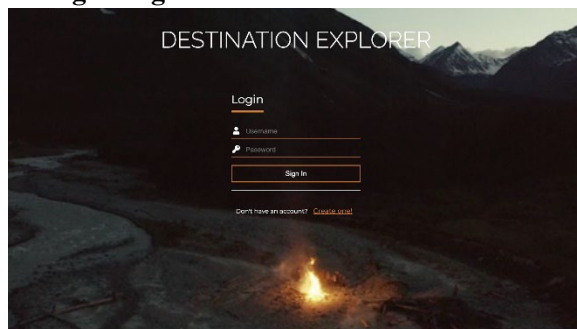 DESTINATION EXPLORER
Login
Username
Password
Sign In
Don't have an account? Create one!